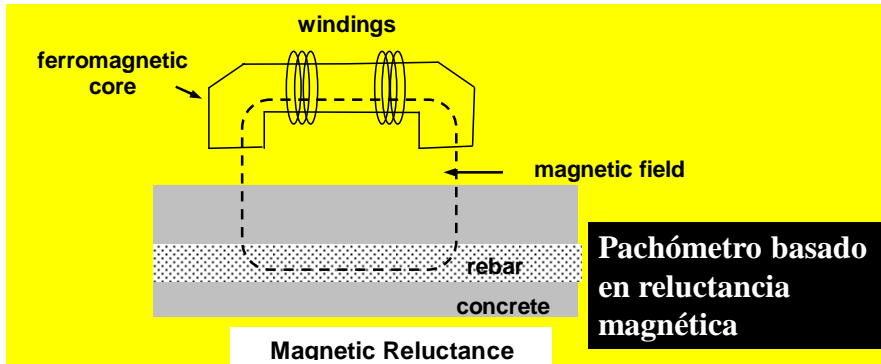 windings
ferromagnetic
core
magnetic field
rebar
concrete
Pachómetro basado
en reluctancia
magnética
Magnetic Reluctance